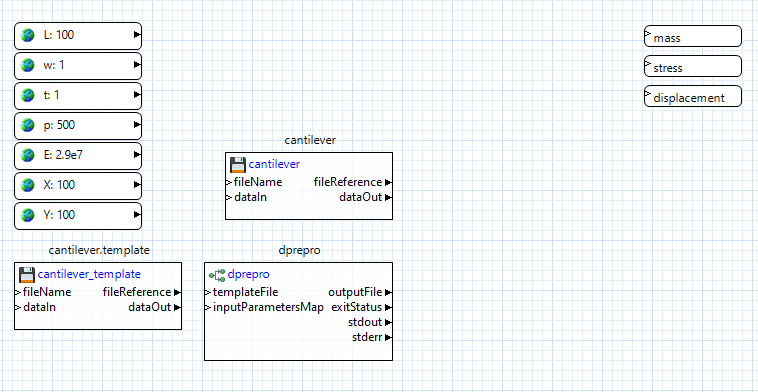 L: 100
w: 1
t: 1
p: 500
E: 2.9e7
X: 100
Y: 100
mass
stress
displacement
cantilever
cantilever
fileName fileReference
dataIn dataOut
cantilever.template
cantilever_template
fileName fileReference
dataIn dataOut
dprepro
dprepro
templateFile outputFile
inputParametersMap exitStatus
stdout
stderr